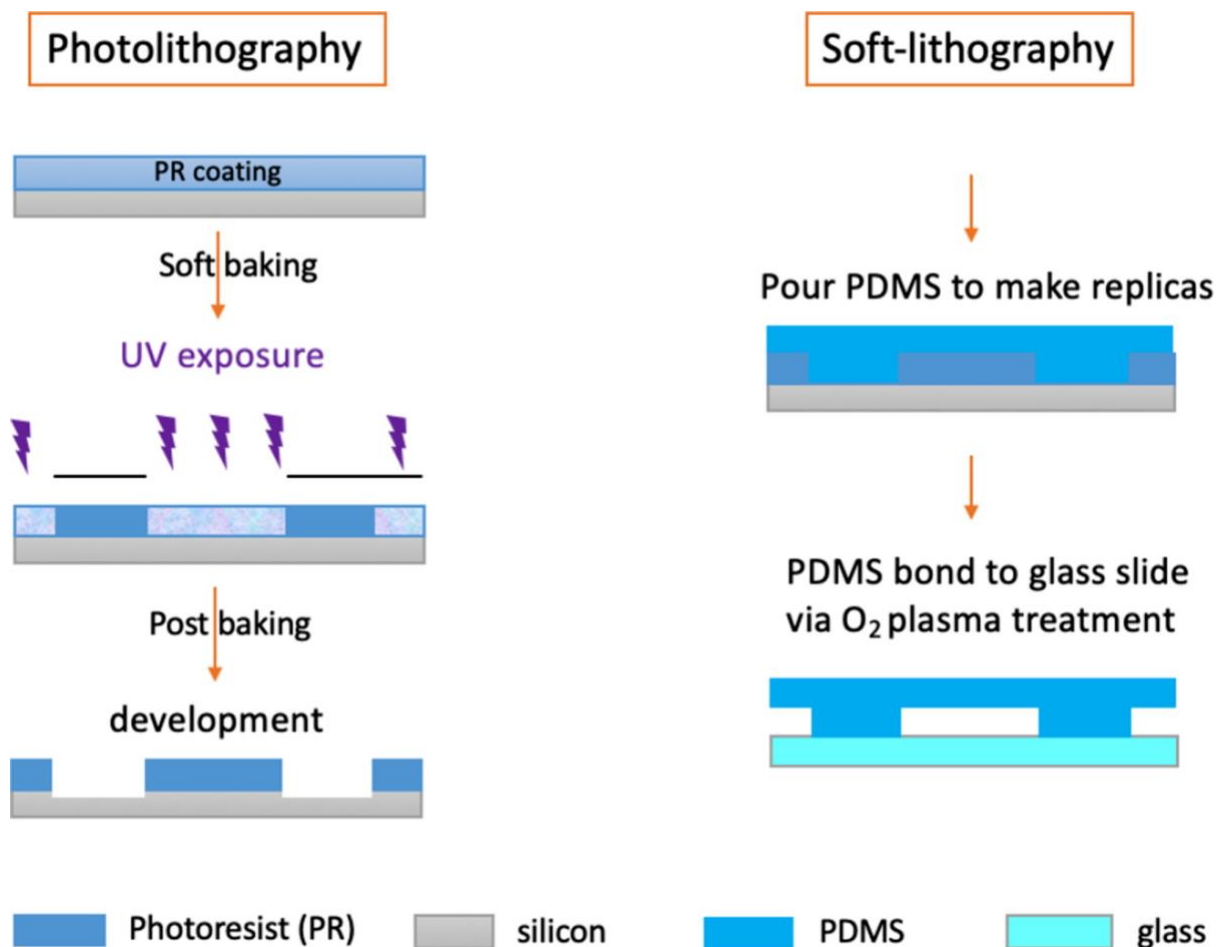 Photolithography
PR coating
Soft baking
UV exposure
Post baking
development
Soft-lithography
Pour PDMS to make replicas
PDMS bond to glass slide
via O₂ plasma treatment
Photoresist (PR)
silicon
PDMS
glass